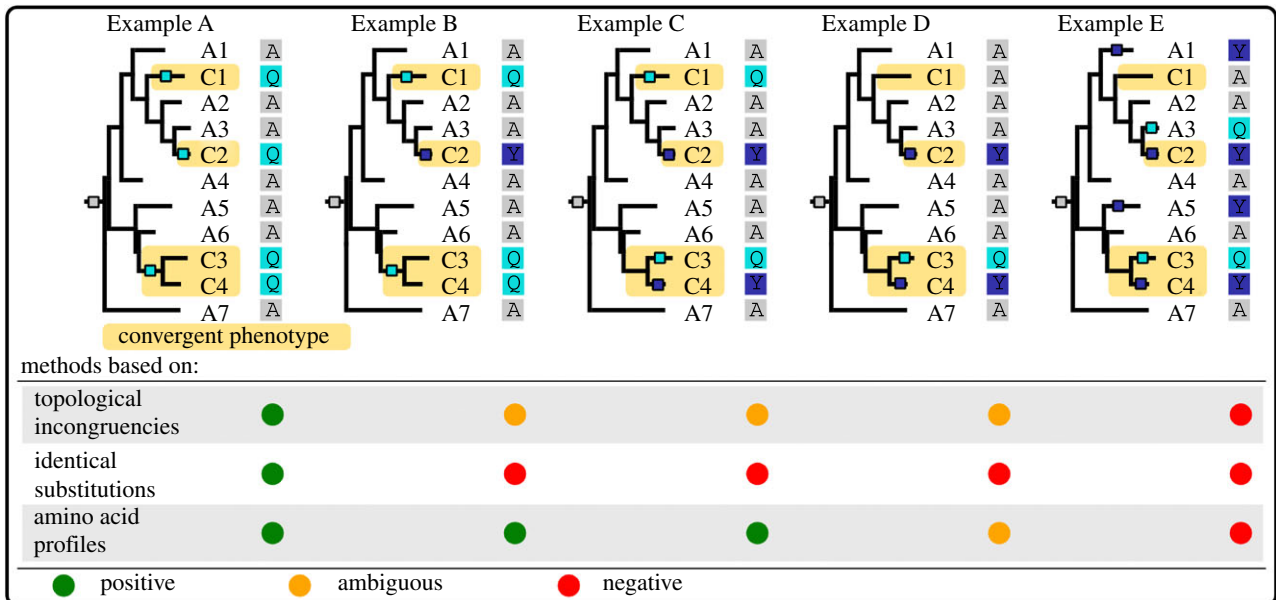 Example A Example B Example C Example D Example E
A1 A A1 A A1 A A1 A A1 Y
C1 Q C1 Q C1 Q C1 A C1 A
A2 A A2 A A2 A A2 A A2 A
A3 A A3 A A3 A A3 A A3 Q
C2 Q C2 Y C2 Y C2 Y C2 Y
A4 A A4 A A4 A A4 A A4 A
A5 A A5 A A5 A A5 A A5 Y
A6 A A6 A A6 A A6 A A6 A
C3 Q C3 Q C3 Q C3 Q C3 Q
C4 Q C4 Q C4 Y C4 Y C4 Y
A7 A A7 A A7 A A7 A A7 A
convergent phenotype
methods based on:
topological
incongruencies
identical
substitutions
amino acid
profiles
positive ambiguous negative